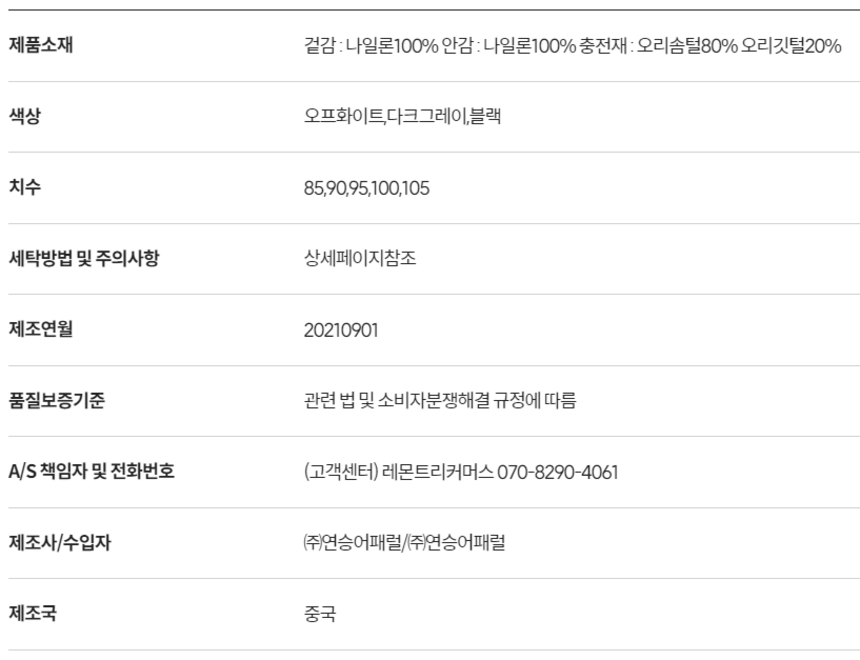 제품소재 겉감 : 나일론100% 안감 : 나일론100% 충전재 : 오리솜털80% 오리깃털20%
색상 오프화이트,다크그레이,블랙
치수 85,90,95,100,105
세탁방법 및 주의사항 상세페이지참조
제조연월 20210901
품질보증기준 관련 법 및 소비자분쟁해결 규정에 따름
A/S 책임자 및 전화번호 (고객센터) 레몬트리커머스 070-8290-4061
제조사/수입자 ㈜연승어패럴/㈜연승어패럴
제조국 중국